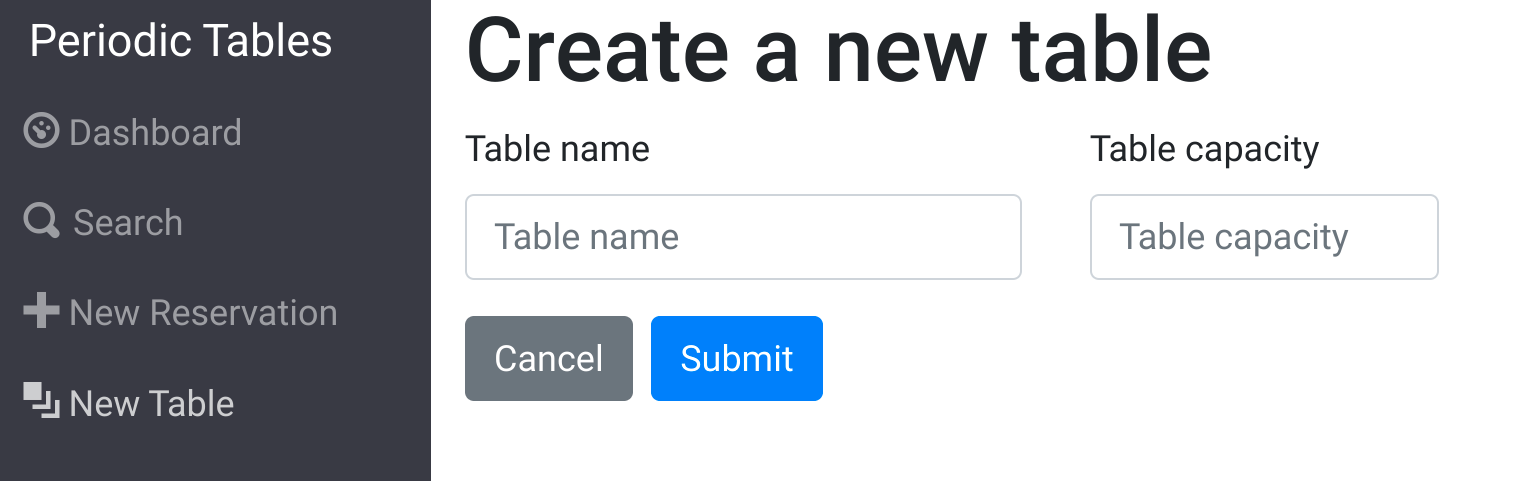 Periodic Tables
Dashboard
Search
New Reservation
New Table
Create a new table
Table name
Table capacity
Table name
Table capacity
Cancel
Submit